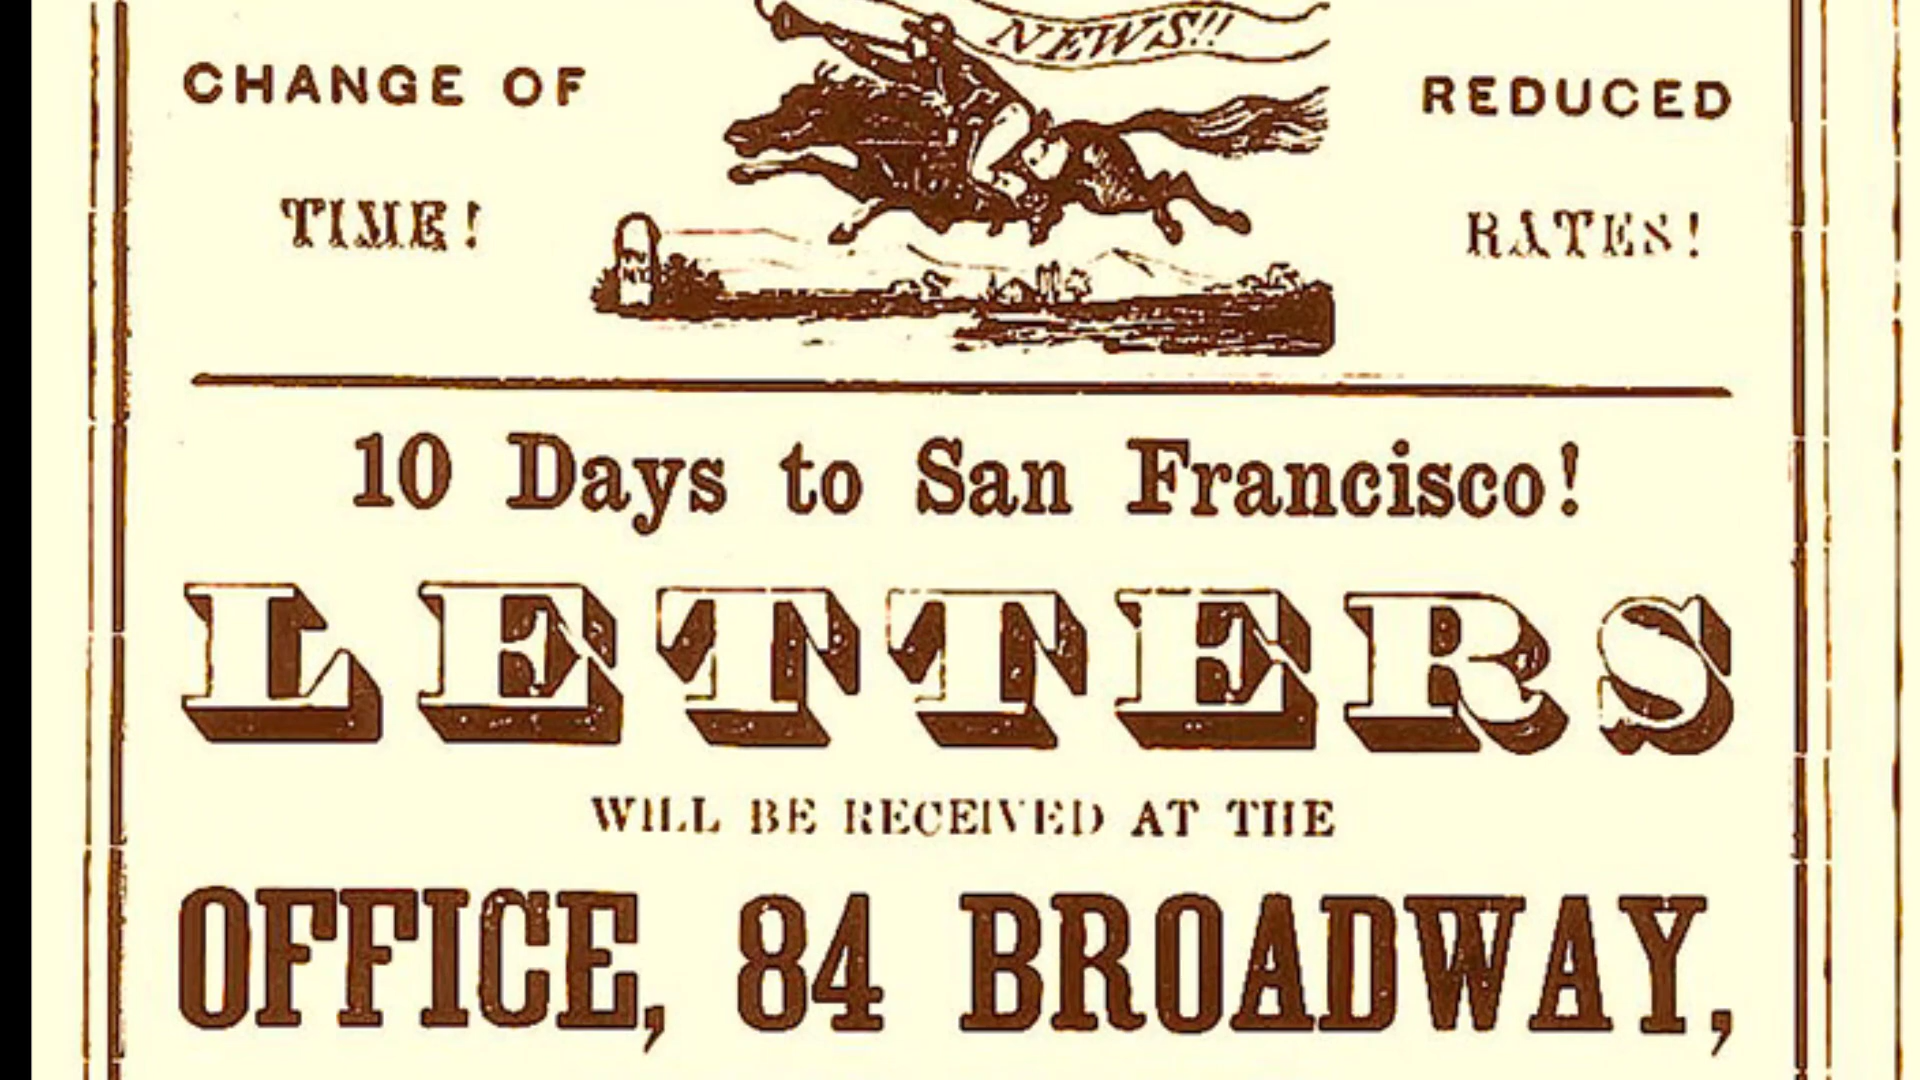 NEWS!!
CHANGE OF
TIME!
REDUCED
RATES!
10 Days to San Francisco!
LETTERS
WILL BE RECEIVED AT THE
OFFICE, 84 BROADWAY,